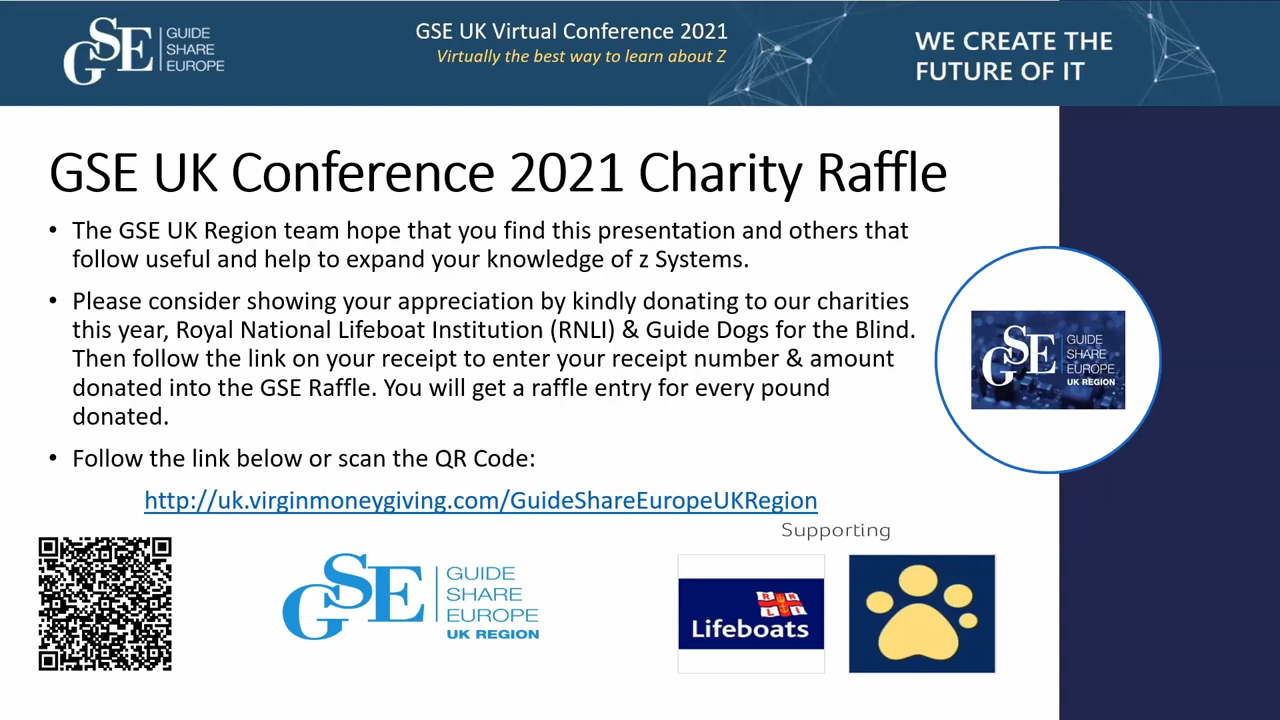 GSE GUIDE SHARE EUROPE
GSE UK Virtual Conference 2021
Virtually the best way to learn about Z
WE CREATE THE
FUTURE OF IT
GSE UK Conference 2021 Charity Raffle
• The GSE UK Region team hope that you find this presentation and others that
follow useful and help to expand your knowledge of z Systems.
• Please consider showing your appreciation by kindly donating to our charities
this year, Royal National Lifeboat Institution (RNLI) & Guide Dogs for the Blind.
Then follow the link on your receipt to enter your receipt number & amount
donated into the GSE Raffle. You will get a raffle entry for every pound
donated.
• Follow the link below or scan the QR Code:
http://uk.virginmoneygiving.com/GuideShareEuropeUKRegion
GSE GUIDE SHARE EUROPE UK REGION
Supporting
GSE GUIDE SHARE EUROPE UK REGION
RNLI
Lifeboats